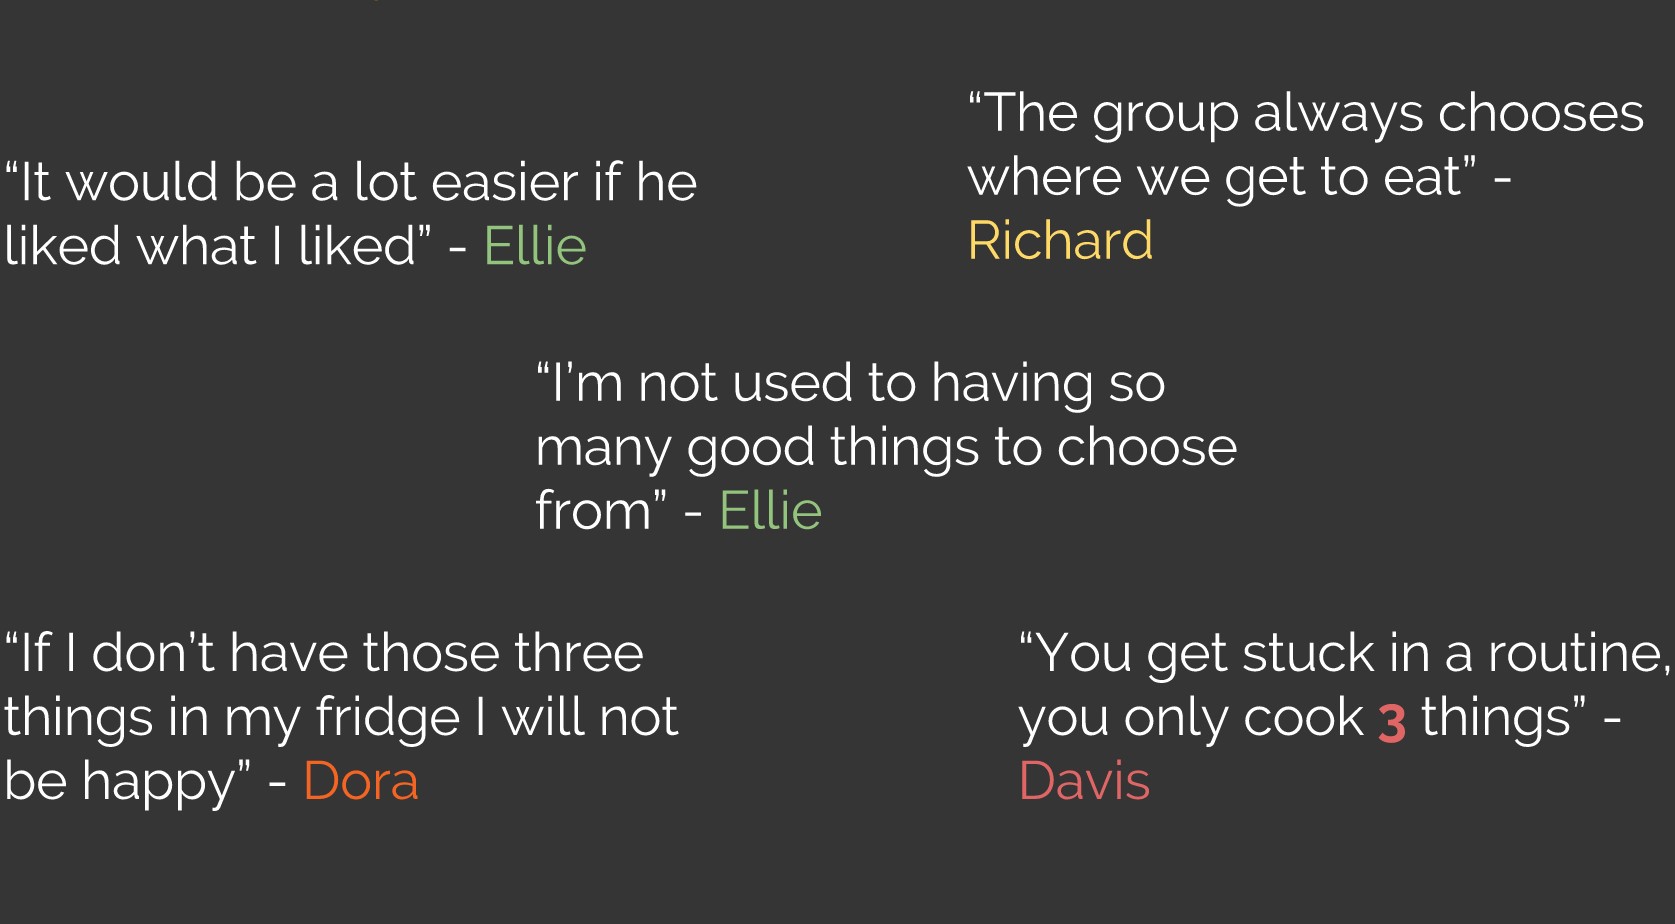 “It would be a lot easier if he
liked what I liked” - Ellie
“The group always chooses
where we get to eat” -
Richard
“I’m not used to having so
many good things to choose
from” - Ellie
“If I don’t have those three
things in my fridge I will not
be happy” - Dora
“You get stuck in a routine,
you only cook 3 things” -
Davis